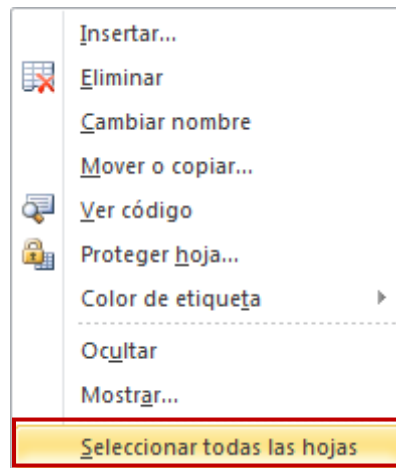 Insertar...
Eliminar
Cambiar nombre
Mover o copiar...
Ver código
Proteger hoja...
Color de etiqueta
Ocultar
Mostrar...
Seleccionar todas las hojas